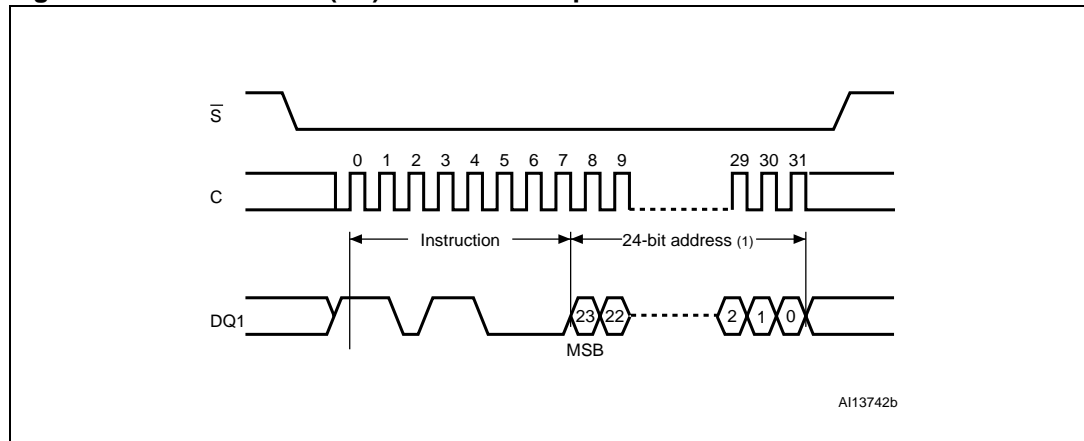 S
0 1 2 3 4 5 6 7 8 9 29 30 31
C
Instruction 24-bit address (1)
DQ1 23 22 2 1 0
MSB
AI13742b